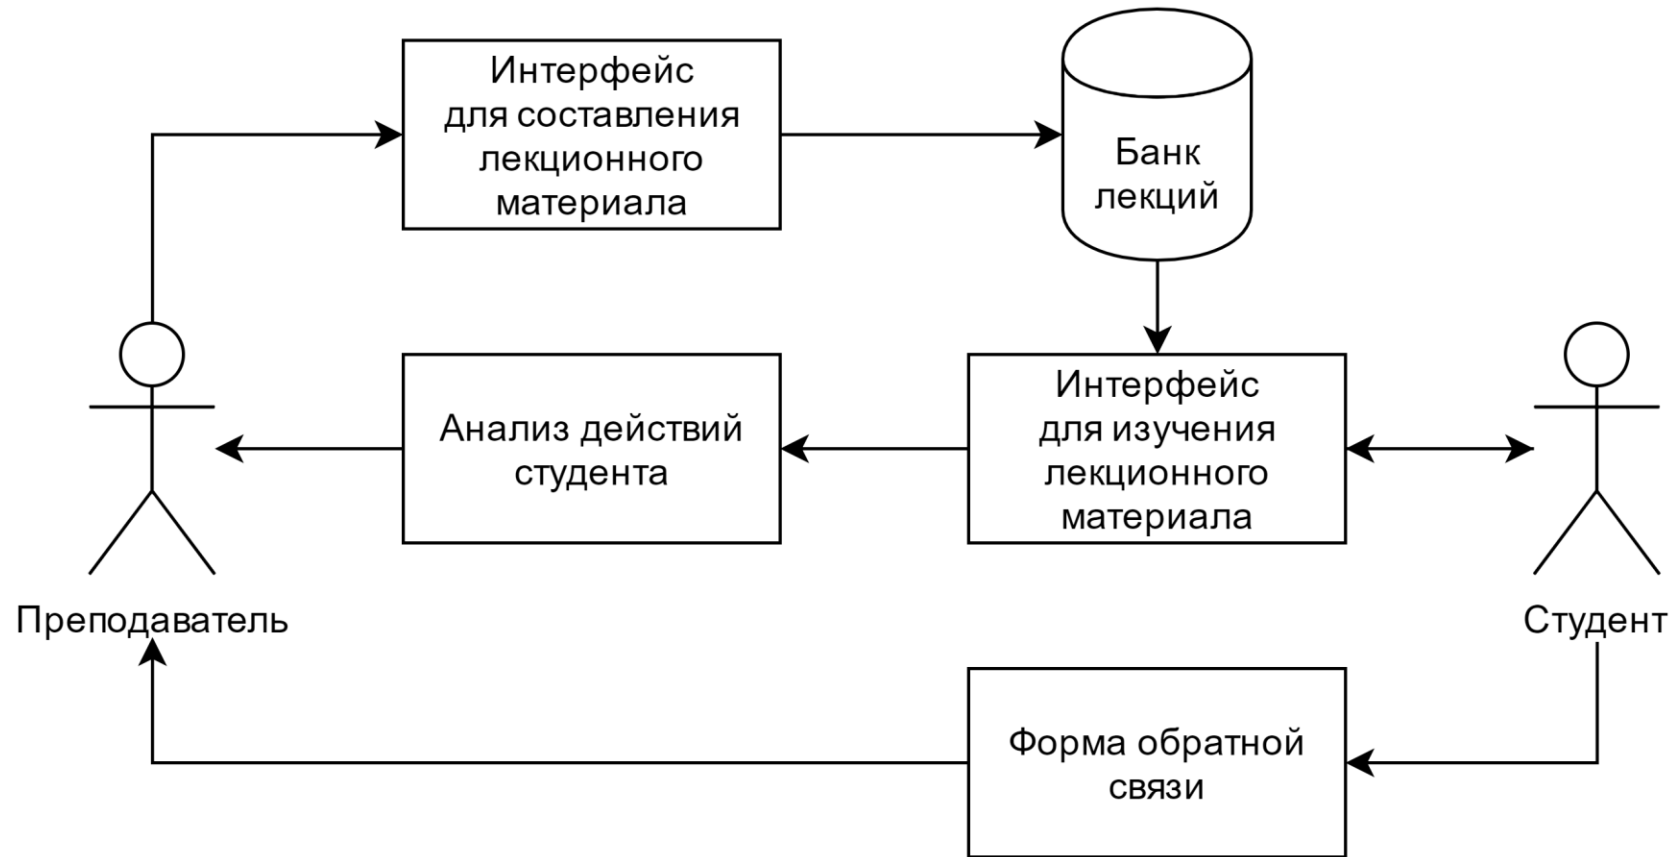 Интерфейс
для составления
лекционного
материала
Банк
лекций
Анализ действий
студента
Интерфейс
для изучения
лекционного
материала
Преподаватель
Студент
Форма обратной
связи